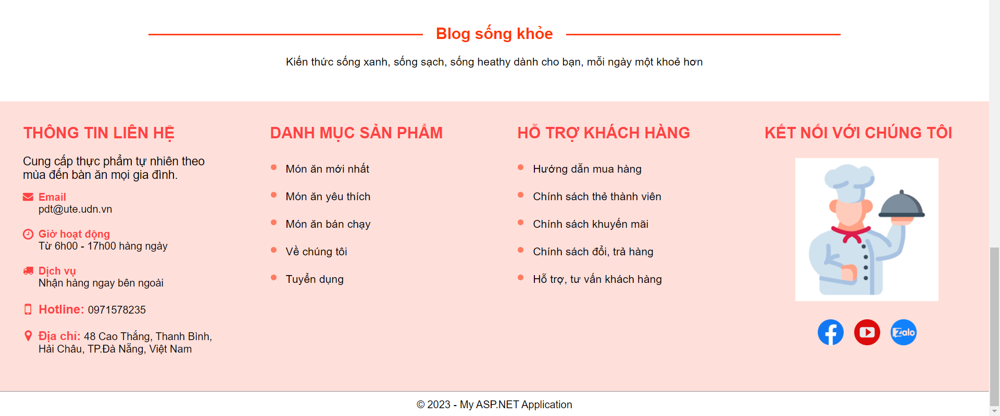 Blog sống khỏe
Kiến thức sống xanh, sống sạch, sống heathy dành cho bạn, mỗi ngày một khoẻ hơn
THÔNG TIN LIÊN HỆ
Cung cấp thực phẩm tự nhiên theo
mùa đến bàn ăn mọi gia đình.
Email
pdt@ute.udn.vn
Giờ hoạt động
Từ 6h00 - 17h00 hàng ngày
Dịch vụ
Nhận hàng ngay bên ngoài
Hotline: 0971578235
Địa chỉ: 48 Cao Thắng, Thanh Bình,
Hải Châu, TP.Đà Nẵng, Việt Nam
DANH MỤC SẢN PHẨM
Món ăn mới nhất
Món ăn yêu thích
Món ăn bán chạy
Về chúng tôi
Tuyển dụng
HỖ TRỢ KHÁCH HÀNG
Hướng dẫn mua hàng
Chính sách thẻ thành viên
Chính sách khuyến mãi
Chính sách đổi, trả hàng
Hỗ trợ, tư vấn khách hàng
KẾT NỐI VỚI CHÚNG TÔI
Zalo
© 2023 - My ASP.NET Application